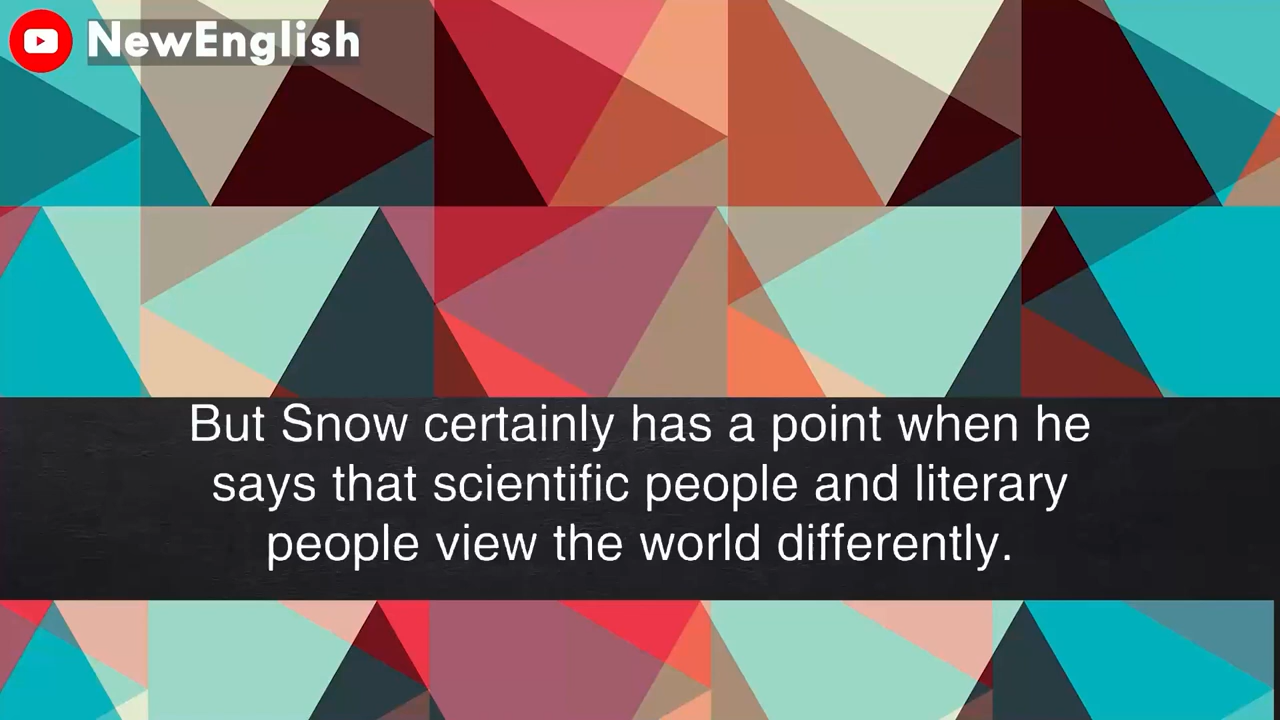 NewEnglish
But Snow certainly has a point when he
says that scientific people and literary
people view the world differently.